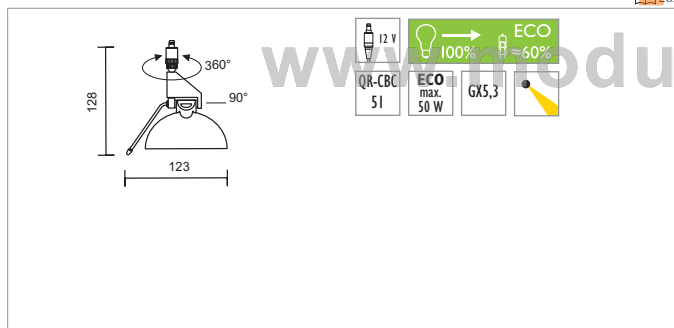 360°
128
90°
123
12 V
100%
ECO
≈60%
QR-CBC
51
ECO
max.
50 W
GX5,3
www.modu